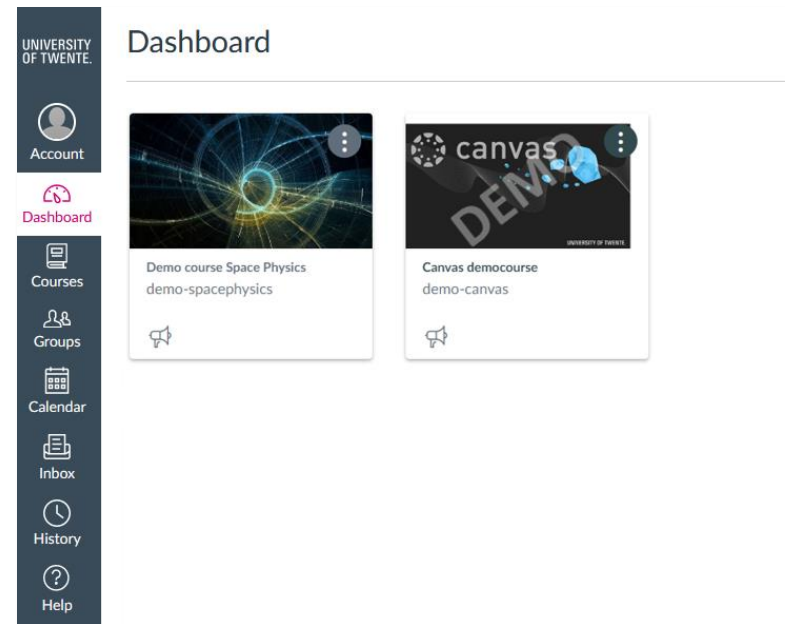 UNIVERSITY
OF TWENTE.
Dashboard
Account
Dashboard
Courses
Groups
Calendar
Inbox
History
Help
Demo course Space Physics
demo-spacephysics
canvas
DEMO
UNIVERSITY OF TWENTE.
Canvas democourse
demo-canvas